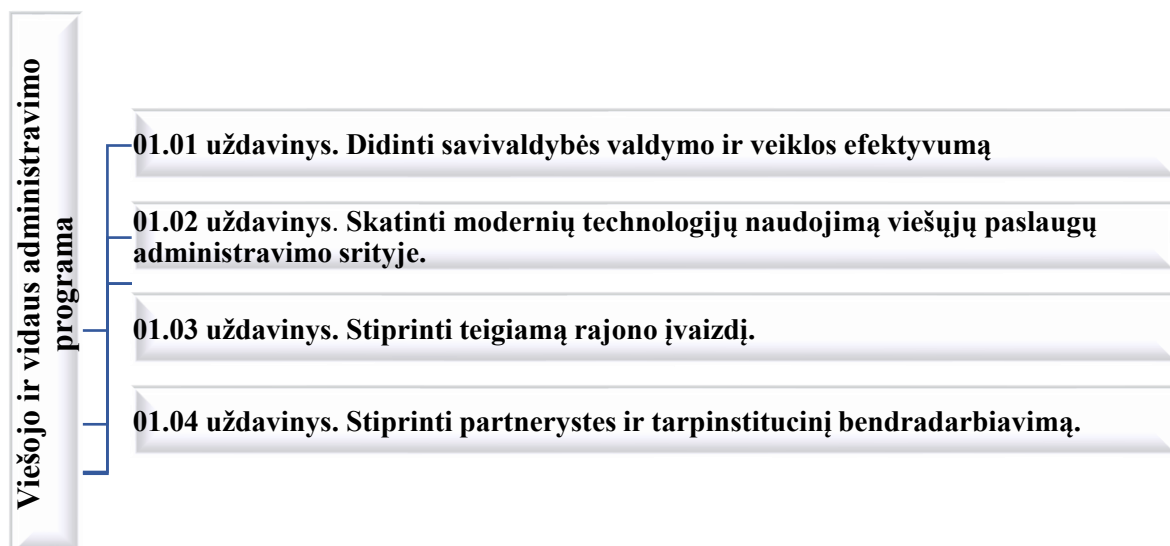 Viešojo ir vidaus administravimo
programa
01.01 uždavinys. Didinti savivaldybės valdymo ir veiklos efektyvumą
01.02 uždavinys. Skatinti modernių technologijų naudojimą viešųjų paslaugų
administravimo srityje.
01.03 uždavinys. Stiprinti teigiamą rajono įvaizdį.
01.04 uždavinys. Stiprinti partnerystes ir tarpinstitucinį bendradarbiavimą.